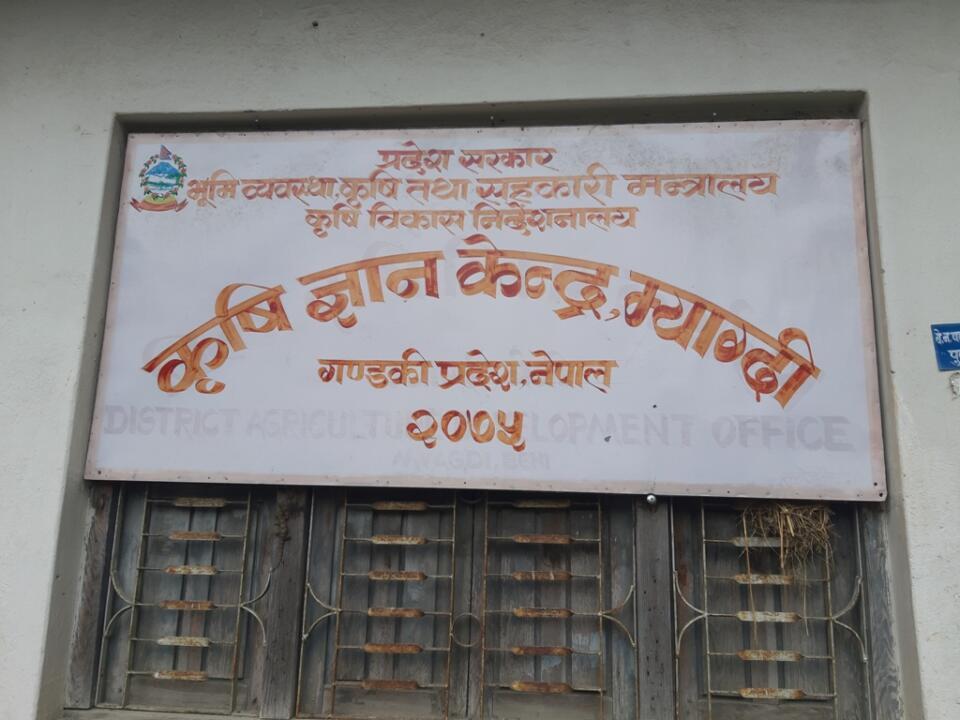 प्रदेश सरकार
भूमि व्यवस्था, कृषि तथा सहकारी मन्त्रालय
कृषि विकास निर्देशनालय
कृषि ज्ञान केन्द्र, म्याग्दी
गण्डकी प्रदेश, नेपाल
२०७५
DISTRICT AGRICULTU LOPMENT OFFICE